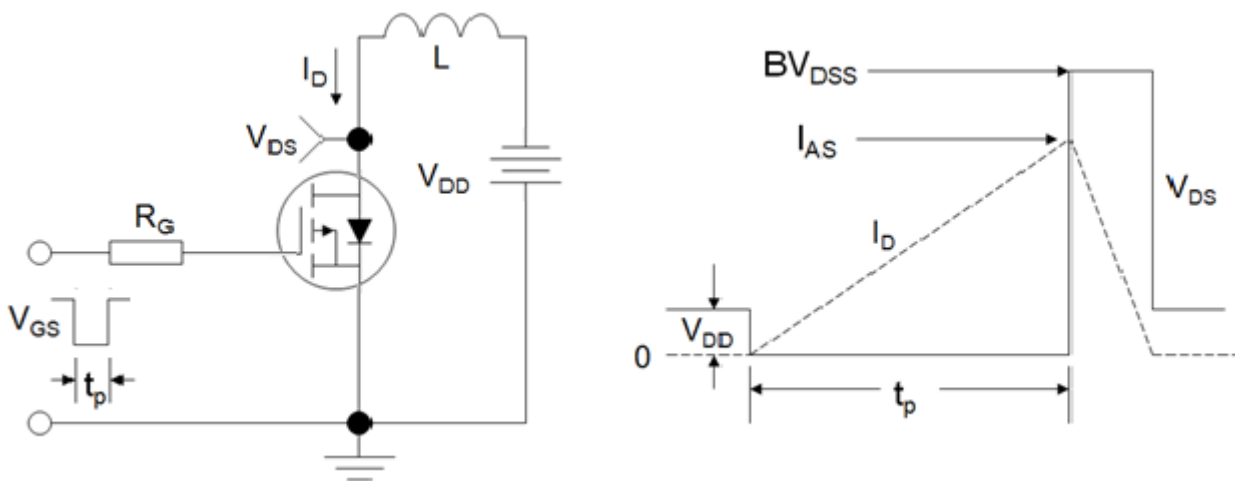 L
I_D
V_DS
V_DD
R_G
V_GS
t_p
BV_DSS
I_AS
V_DS
I_D
V_DD
0
t_p